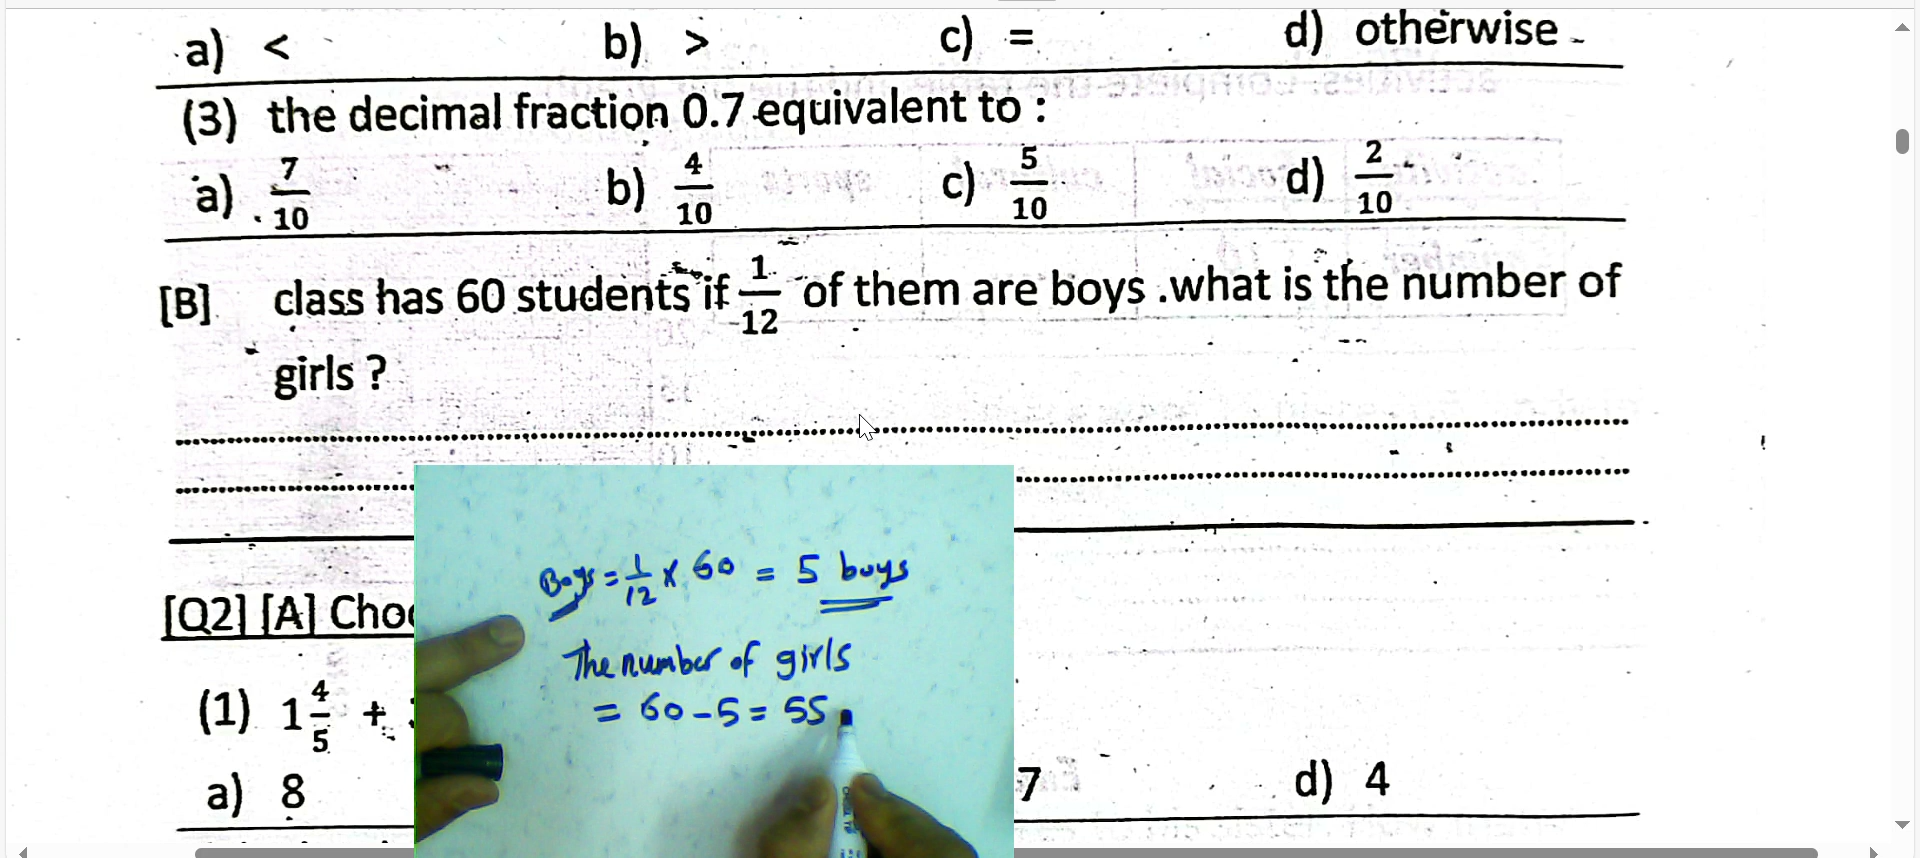 a) < b) > c) = d) otherwise
(3) the decimal fraction 0.7 equivalent to :
a) 7/10 b) 4/10 c) 5/10 d) 2/10
[B] class has 60 students if 1/12 of them are boys .what is the number of
girls ?
Boys = 1/12 × 60 = 5 boys
The number of girls
= 60 - 5 = 55
[Q2] [A] Choo
(1) 1 4/5 +
a) 8 7 d) 4